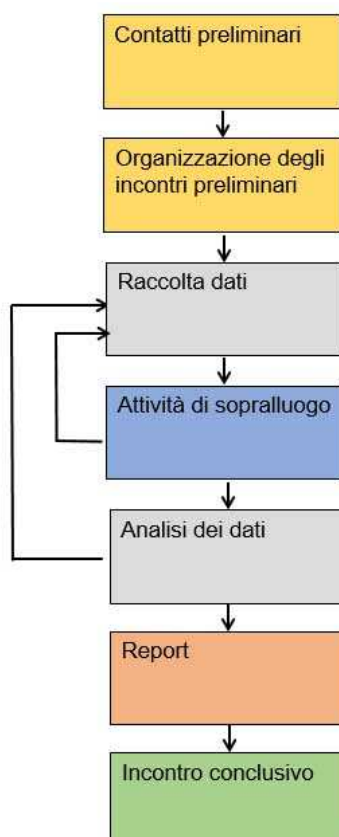 Contatti preliminari
Organizzazione degli
incontri preliminari
Raccolta dati
Attività di sopralluogo
Analisi dei dati
Report
Incontro conclusivo